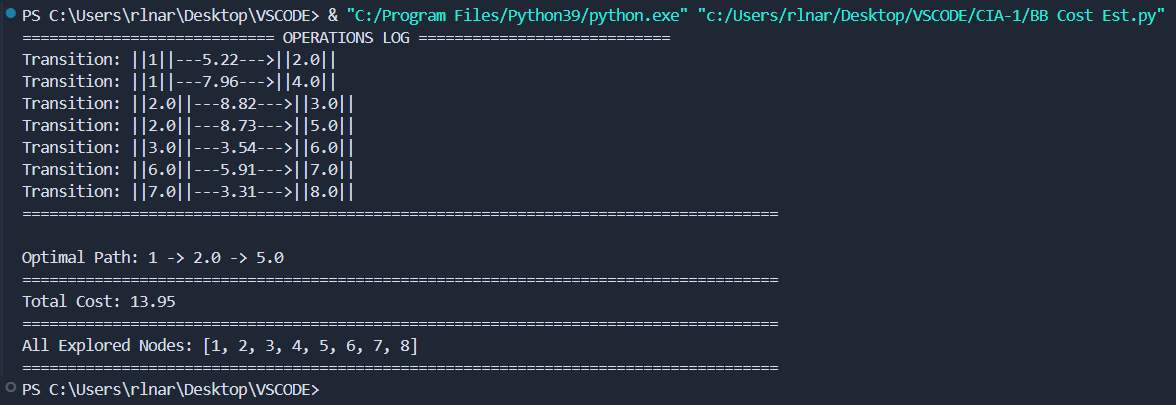 PS C:\Users\rlnar\Desktop\VSCODE> & "C:/Program Files/Python39/python.exe" "c:/Users/rlnar/Desktop/VSCODE/CIA-1/BB Cost Est.py"
============================ OPERATIONS LOG ============================
Transition: ||1||---5.22--->||2.0||
Transition: ||1||---7.96--->||4.0||
Transition: ||2.0||---8.82--->||3.0||
Transition: ||2.0||---8.73--->||5.0||
Transition: ||3.0||---3.54--->||6.0||
Transition: ||6.0||---5.91--->||7.0||
Transition: ||7.0||---3.31--->||8.0||
====================================================================================
Optimal Path: 1 -> 2.0 -> 5.0
====================================================================================
Total Cost: 13.95
====================================================================================
All Explored Nodes: [1, 2, 3, 4, 5, 6, 7, 8]
====================================================================================
PS C:\Users\rlnar\Desktop\VSCODE>